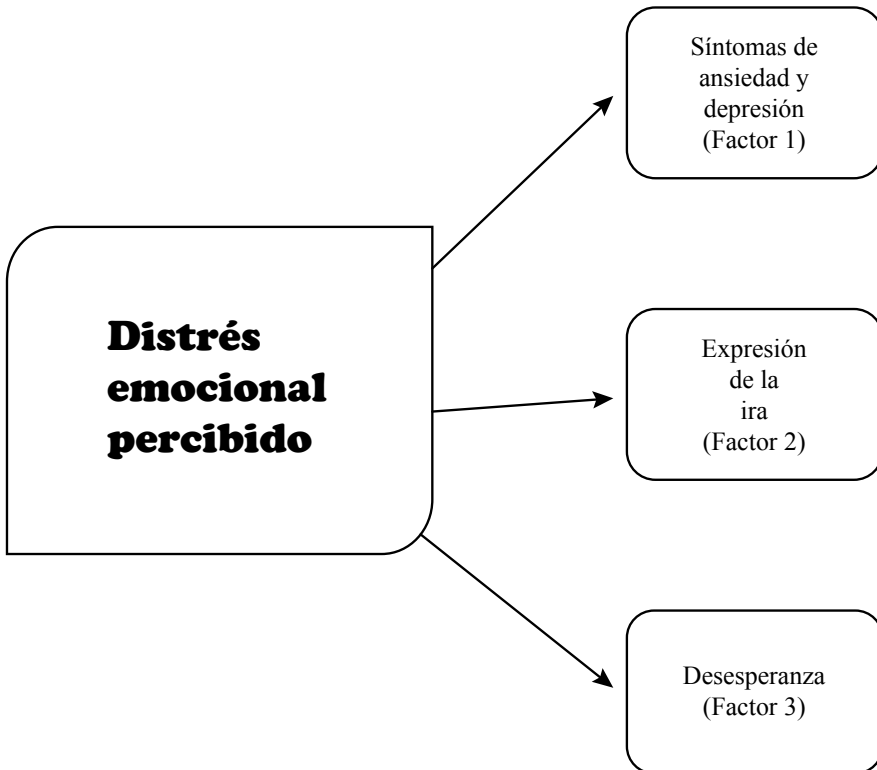 Síntomas de
ansiedad y
depresión
(Factor 1)
Distrés
emocional
percibido
Expresión
de la
ira
(Factor 2)
Desesperanza
(Factor 3)